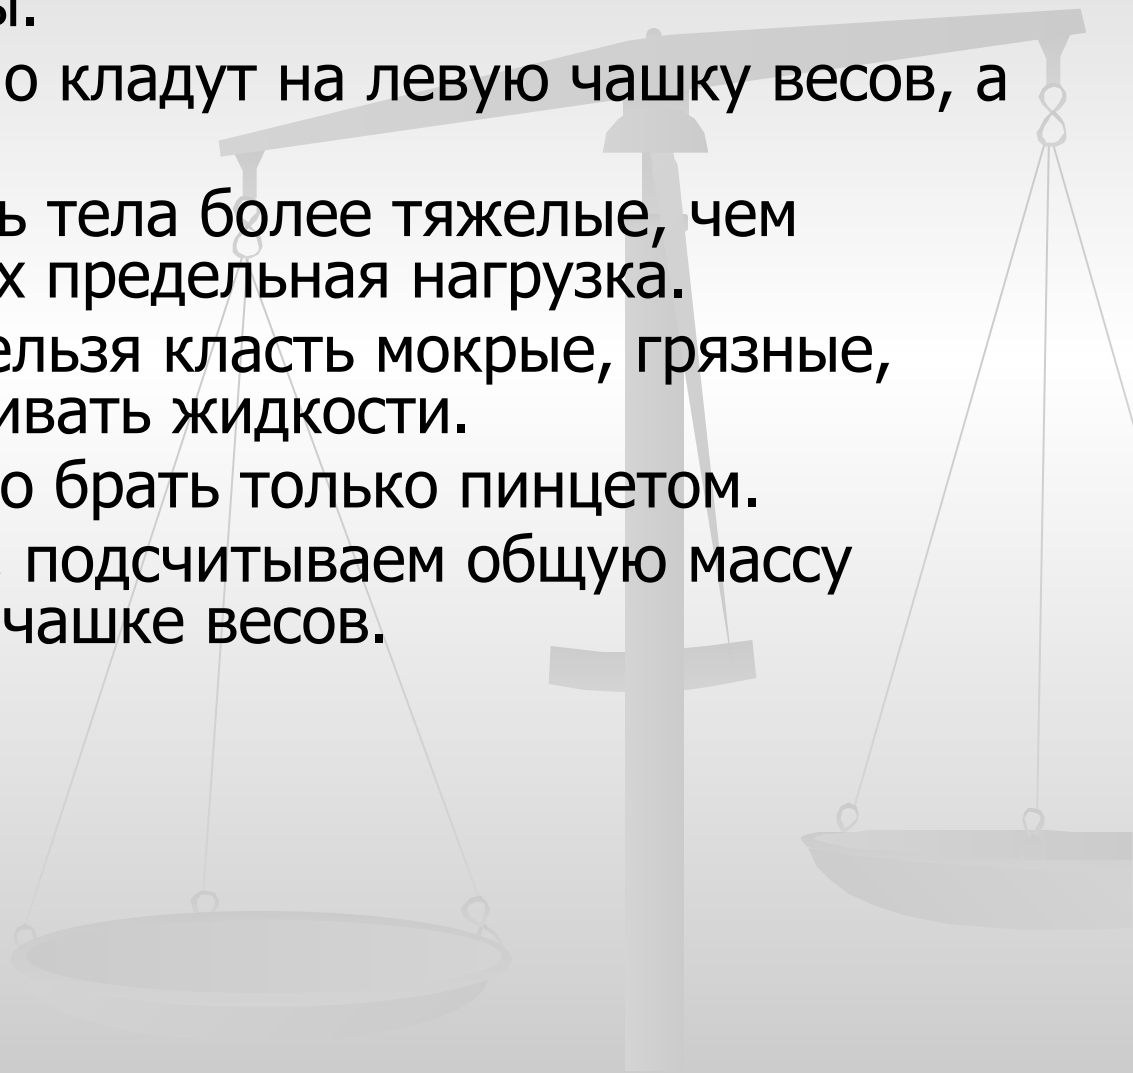 ы.
о кладут на левую чашку весов, а
ь тела более тяжелые, чем
х предельная нагрузка.
ельзя класть мокрые, грязные,
ивать жидкости.
о брать только пинцетом.
подсчитываем общую массу
чашке весов.